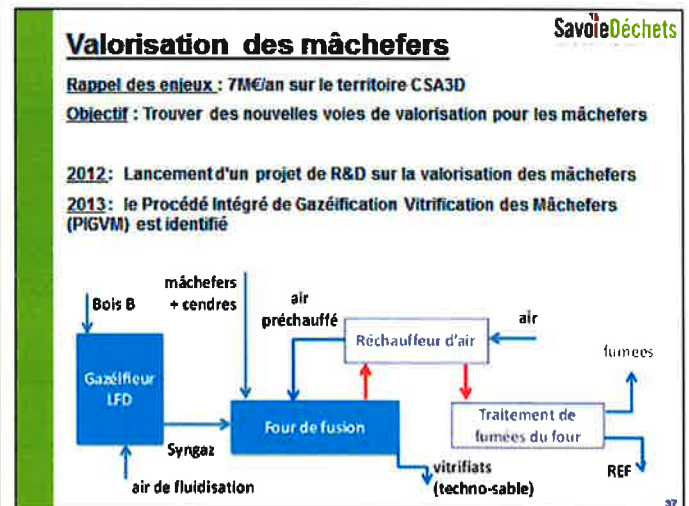 SavoieDéchets
Valorisation des mâchefers
Rappel des enjeux : 7M€/an sur le territoire CSA3D
Objectif : Trouver des nouvelles voies de valorisation pour les mâchefers
2012: Lancement d'un projet de R&D sur la valorisation des mâchefers
2013: le Procédé Intégré de Gazéification Vitrification des Mâchefers
(PIGVM) est identifié
Bois B
mâchefers
+ cendres
air
préchauffé
Réchauffeur d'air
air
fumees
Gazéifieur
LFD
Syngaz
Four de fusion
Traitement de
fumées du four
air de fluidisation
vitrifiats
(techno-sable)
REF
37